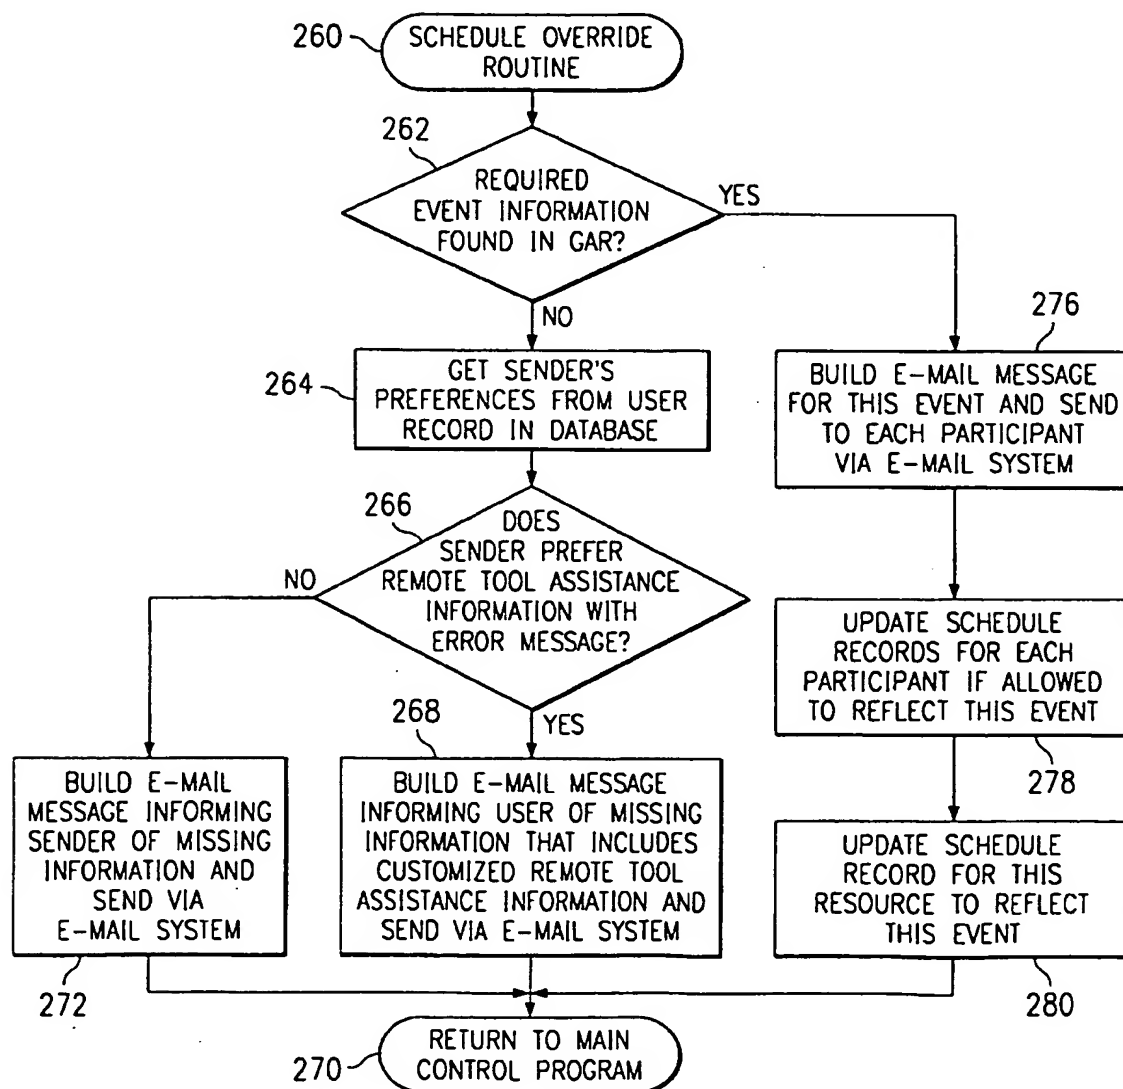 260
SCHEDULE OVERRIDE
ROUTINE
262
REQUIRED
EVENT INFORMATION
FOUND IN GAR?
YES
NO
264
GET SENDER'S
PREFERENCES FROM USER
RECORD IN DATABASE
276
BUILD E-MAIL MESSAGE
FOR THIS EVENT AND SEND
TO EACH PARTICIPANT
VIA E-MAIL SYSTEM
266
DOES
SENDER PREFER
REMOTE TOOL ASSISTANCE
INFORMATION WITH
ERROR MESSAGE?
NO
YES
UPDATE SCHEDULE
RECORDS FOR EACH
PARTICIPANT IF ALLOWED
TO REFLECT THIS EVENT
278
268
BUILD E-MAIL
MESSAGE INFORMING
SENDER OF MISSING
INFORMATION AND
SEND VIA
E-MAIL SYSTEM
272
BUILD E-MAIL MESSAGE
INFORMING USER OF MISSING
INFORMATION THAT INCLUDES
CUSTOMIZED REMOTE TOOL
ASSISTANCE INFORMATION AND
SEND VIA E-MAIL SYSTEM
UPDATE SCHEDULE
RECORD FOR THIS
RESOURCE TO REFLECT
THIS EVENT
280
270
RETURN TO MAIN
CONTROL PROGRAM